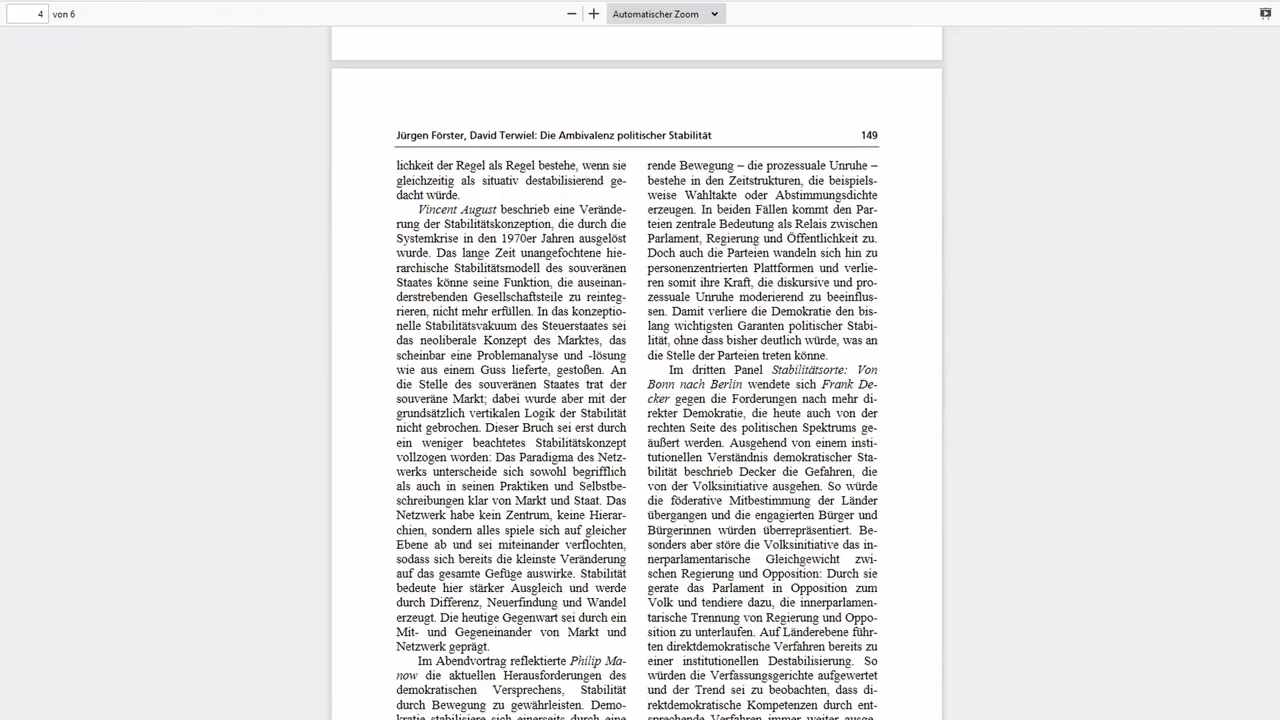 4 von 6
Automatischer Zoom
Jürgen Förster, David Terwiel: Die Ambivalenz politischer Stabilität 149
lichkeit der Regel als Regel bestehe, wenn sie
gleichzeitig als situativ destabilisierend ge-
dacht würde.
Vincent August beschrieb eine Verände-
rung der Stabilitätskonzeption, die durch die
Systemkrise in den 1970er Jahren ausgelöst
wurde. Das lange Zeit unangefochtene hie-
rarchische Stabilitätsmodell des souveränen
Staates könne seine Funktion, die auseinan-
derstrebenden Gesellschaftsteile zu reinteg-
rieren, nicht mehr erfüllen. In das konzeptio-
nelle Stabilitätsvakuum des Steuerstaates sei
das neoliberale Konzept des Marktes, das
scheinbar eine Problemanalyse und -lösung
wie aus einem Guss lieferte, gestoßen. An
die Stelle des souveränen Staates trat der
souveräne Markt; dabei wurde aber mit der
grundsätzlich vertikalen Logik der Stabilität
nicht gebrochen. Dieser Bruch sei erst durch
ein weniger beachtetes Stabilitätskonzept
vollzogen worden: Das Paradigma des Netz-
werks unterscheide sich sowohl begrifflich
als auch in seinen Praktiken und Selbstbe-
schreibungen klar von Markt und Staat. Das
Netzwerk habe kein Zentrum, keine Hierar-
chien, sondern alles spiele sich auf gleicher
Ebene ab und sei miteinander verflochten,
sodass sich bereits die kleinste Veränderung
auf das gesamte Gefüge auswirke. Stabilität
bedeute hier stärker Ausgleich und werde
durch Differenz, Neuerfindung und Wandel
erzeugt. Die heutige Gegenwart sei durch ein
Mit- und Gegeneinander von Markt und
Netzwerk geprägt.
Im Abendvortrag reflektierte Philip Ma-
now die aktuellen Herausforderungen des
demokratischen Versprechens, Stabilität
durch Bewegung zu gewährleisten. Demo-
kratie stabilisiere sich einerseits durch eine
rende Bewegung – die prozessuale Unruhe –
bestehe in den Zeitstrukturen, die beispiels-
weise Wahltakte oder Abstimmungsdichte
erzeugen. In beiden Fällen kommt den Par-
teien zentrale Bedeutung als Relais zwischen
Parlament, Regierung und Öffentlichkeit zu.
Doch auch die Parteien wandeln sich hin zu
personenzentrierten Plattformen und verlie-
ren somit ihre Kraft, die diskursive und pro-
zessuale Unruhe moderierend zu beeinflus-
sen. Damit verliere die Demokratie den bis-
lang wichtigsten Garanten politischer Stabi-
lität, ohne dass bisher deutlich würde, was an
die Stelle der Parteien treten könne.
Im dritten Panel Stabilitätsorte: Von
Bonn nach Berlin wendete sich Frank De-
cker gegen die Forderungen nach mehr di-
rekter Demokratie, die heute auch von der
rechten Seite des politischen Spektrums ge-
äußert werden. Ausgehend von einem insti-
tutionellen Verständnis demokratischer Sta-
bilität beschrieb Decker die Gefahren, die
von der Volksinitiative ausgehen. So würde
die föderative Mitbestimmung der Länder
übergangen und die engagierten Bürger und
Bürgerinnen würden überrepräsentiert. Be-
sonders aber störe die Volksinitiative das in-
nerparlamentarische Gleichgewicht zwi-
schen Regierung und Opposition: Durch sie
gerate das Parlament in Opposition zum
Volk und tendiere dazu, die innerparlamen-
tarische Trennung von Regierung und Oppo-
sition zu unterlaufen. Auf Länderebene führ-
ten direktdemokratische Verfahren bereits zu
einer institutionellen Destabilisierung. So
würden die Verfassungsgerichte aufgewertet
und der Trend sei zu beobachten, dass di-
rektdemokratische Kompetenzen durch ent-
sprechende Verfahren immer weiter ausge-